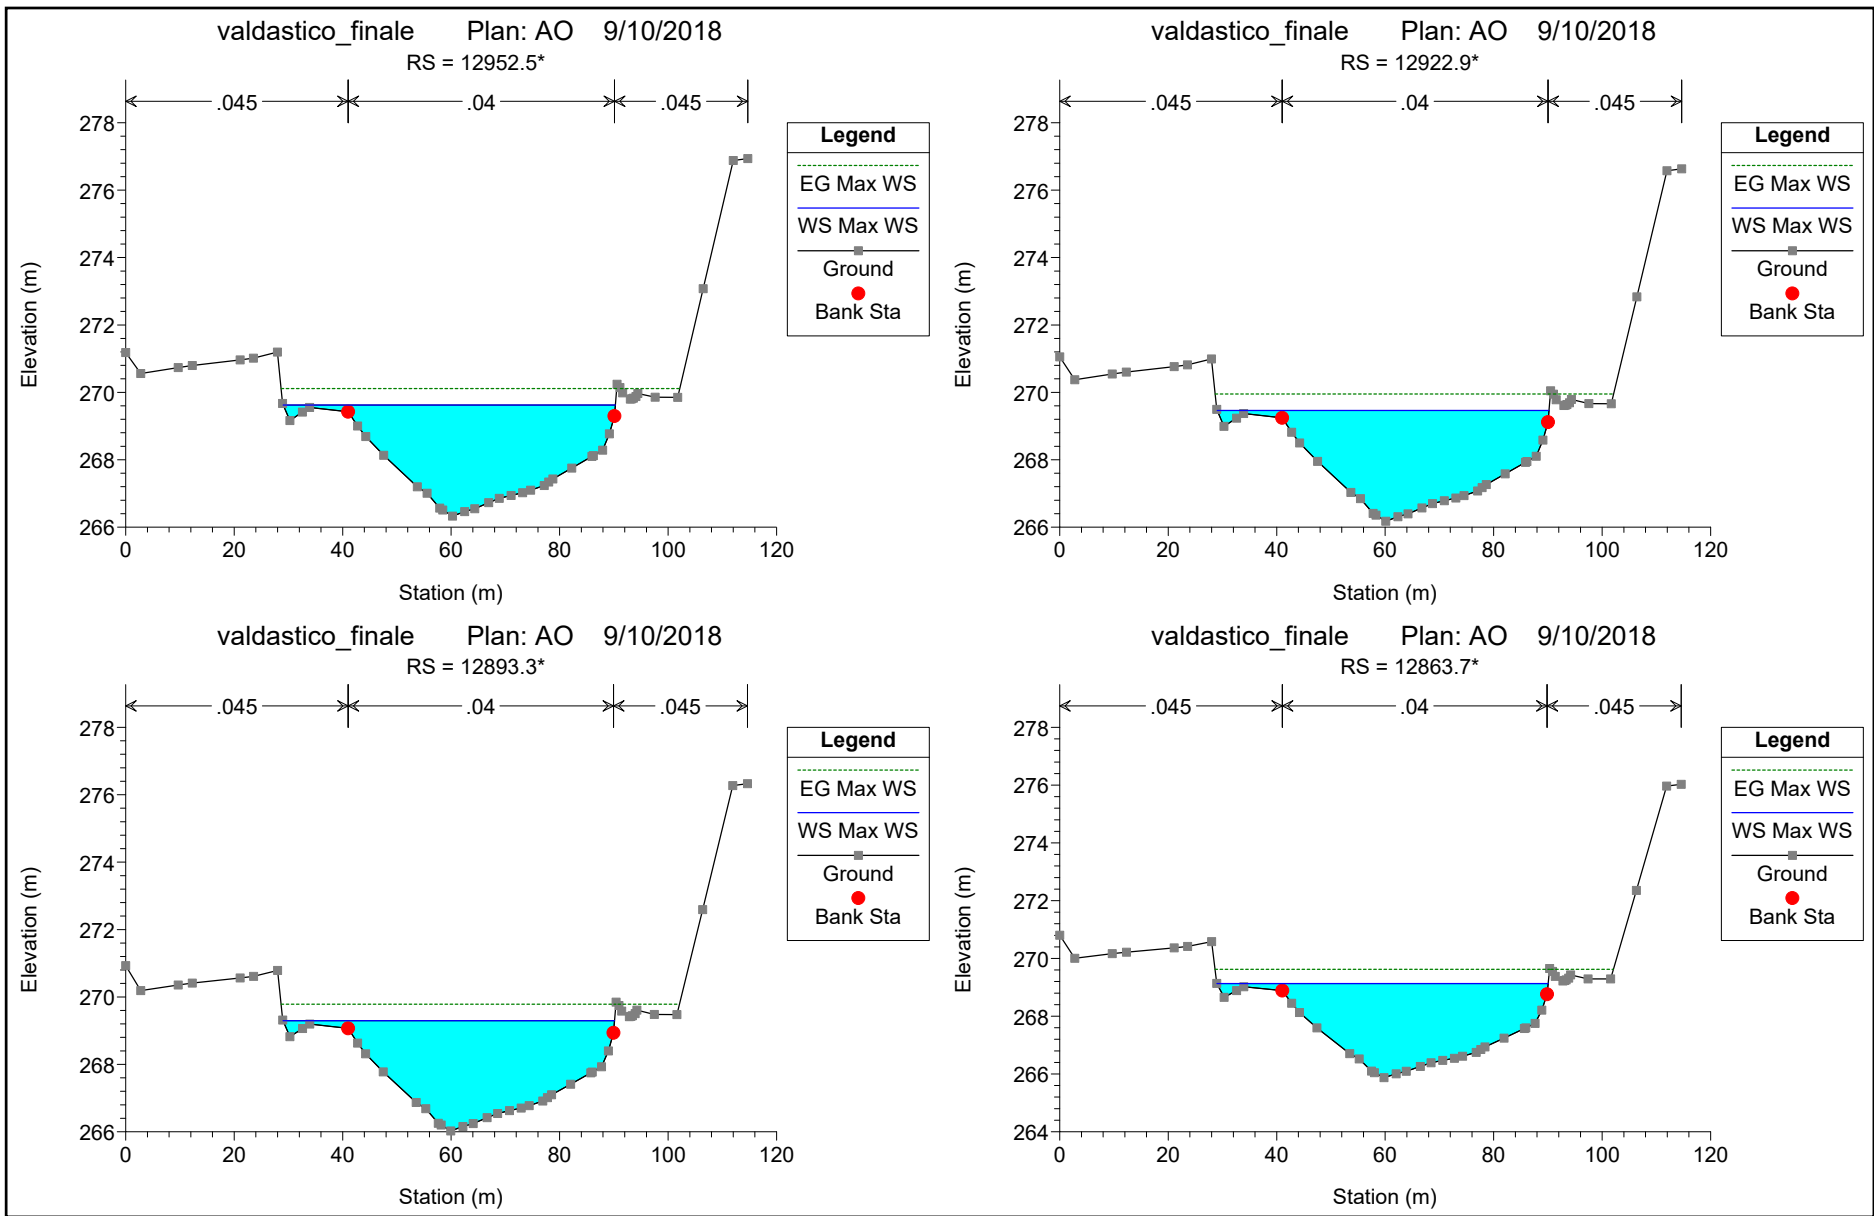 valdastico_finale Plan: AO 9/10/2018
RS = 12952.5*
.045 .04 .045
278
276
274
272
270
268
266
0 20 40 60 80 100 120
Elevation (m)
Station (m)
Legend
EG Max WS
WS Max WS
Ground
Bank Sta
valdastico_finale Plan: AO 9/10/2018
RS = 12922.9*
.045 .04 .045
278
276
274
272
270
268
266
0 20 40 60 80 100 120
Elevation (m)
Station (m)
Legend
EG Max WS
WS Max WS
Ground
Bank Sta
valdastico_finale Plan: AO 9/10/2018
RS = 12893.3*
.045 .04 .045
278
276
274
272
270
268
266
0 20 40 60 80 100 120
Elevation (m)
Station (m)
Legend
EG Max WS
WS Max WS
Ground
Bank Sta
valdastico_finale Plan: AO 9/10/2018
RS = 12863.7*
.045 .04 .045
278
276
274
272
270
268
266
264
0 20 40 60 80 100 120
Elevation (m)
Station (m)
Legend
EG Max WS
WS Max WS
Ground
Bank Sta